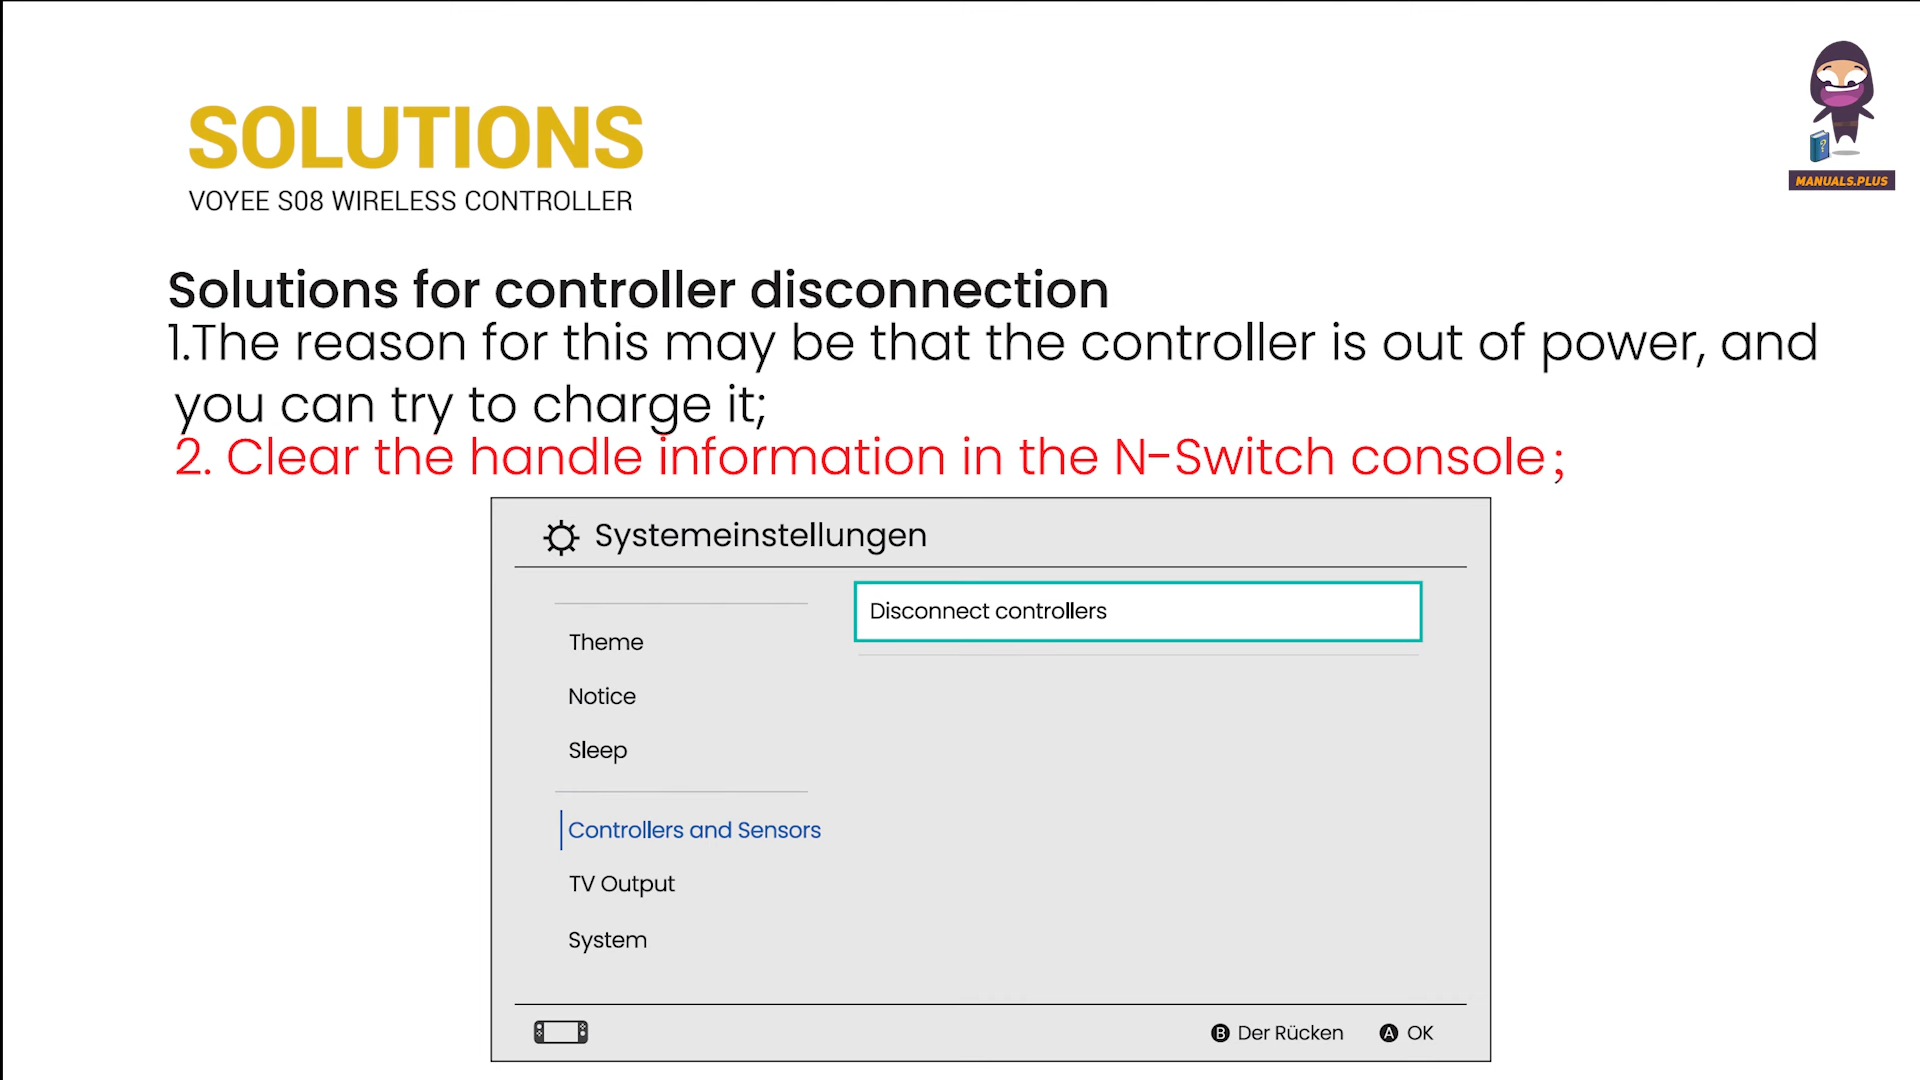 MANUALS.PLUS
SOLUTIONS
VOYEE S08 WIRELESS CONTROLLER
Solutions for controller disconnection
1.The reason for this may be that the controller is out of power, and
you can try to charge it;
2. Clear the handle information in the N-Switch console;
Systemeinstellungen
Disconnect controllers
Theme
Notice
Sleep
Controllers and Sensors
TV Output
System
B Der Rücken A OK